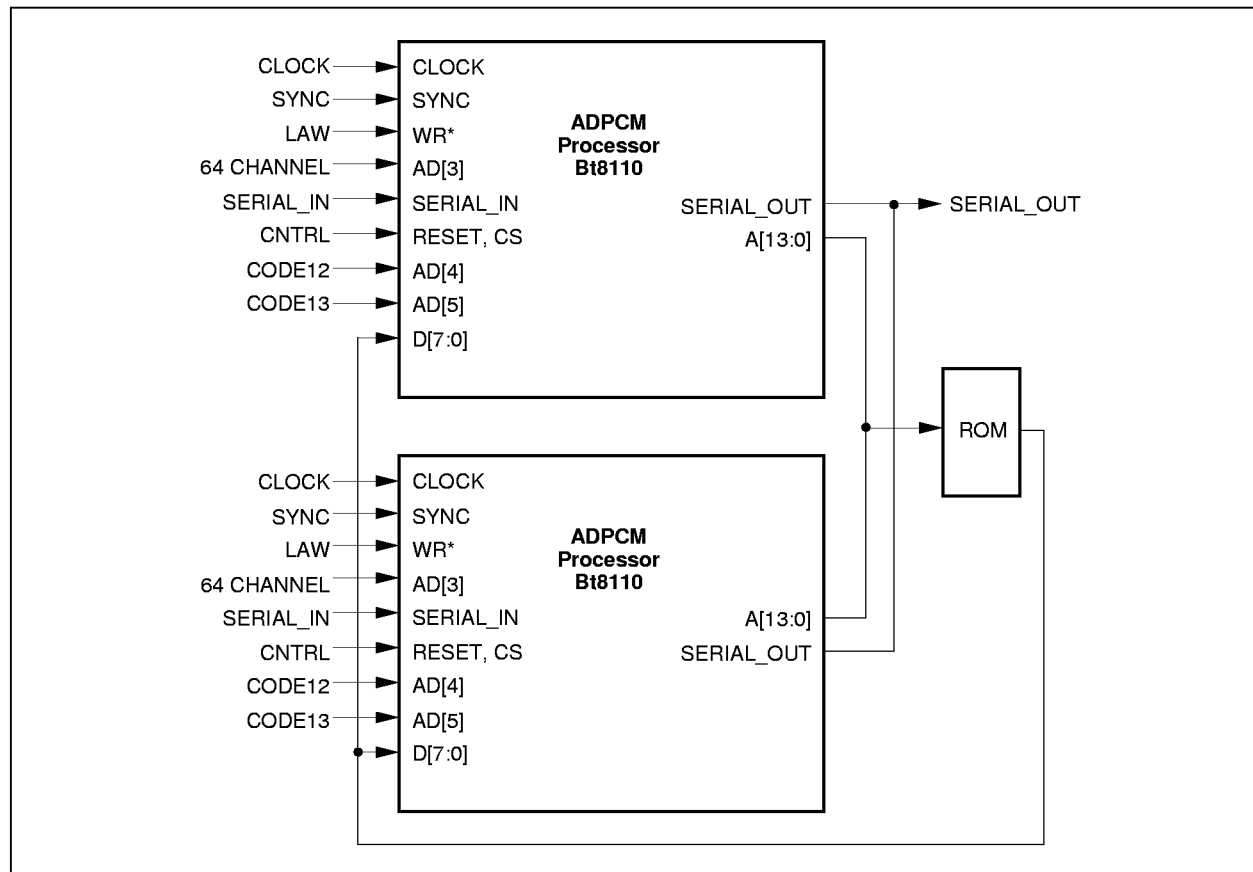 CLOCK CLOCK
SYNC SYNC
LAW WR*
64 CHANNEL AD[3]
SERIAL_IN SERIAL_IN
CNTRL RESET, CS
CODE12 AD[4]
CODE13 AD[5]
D[7:0]
ADPCM
Processor
Bt8110
SERIAL_OUT SERIAL_OUT
A[13:0]
ROM
CLOCK CLOCK
SYNC SYNC
LAW WR*
64 CHANNEL AD[3]
SERIAL_IN SERIAL_IN
CNTRL RESET, CS
CODE12 AD[4]
CODE13 AD[5]
D[7:0]
ADPCM
Processor
Bt8110
A[13:0]
SERIAL_OUT